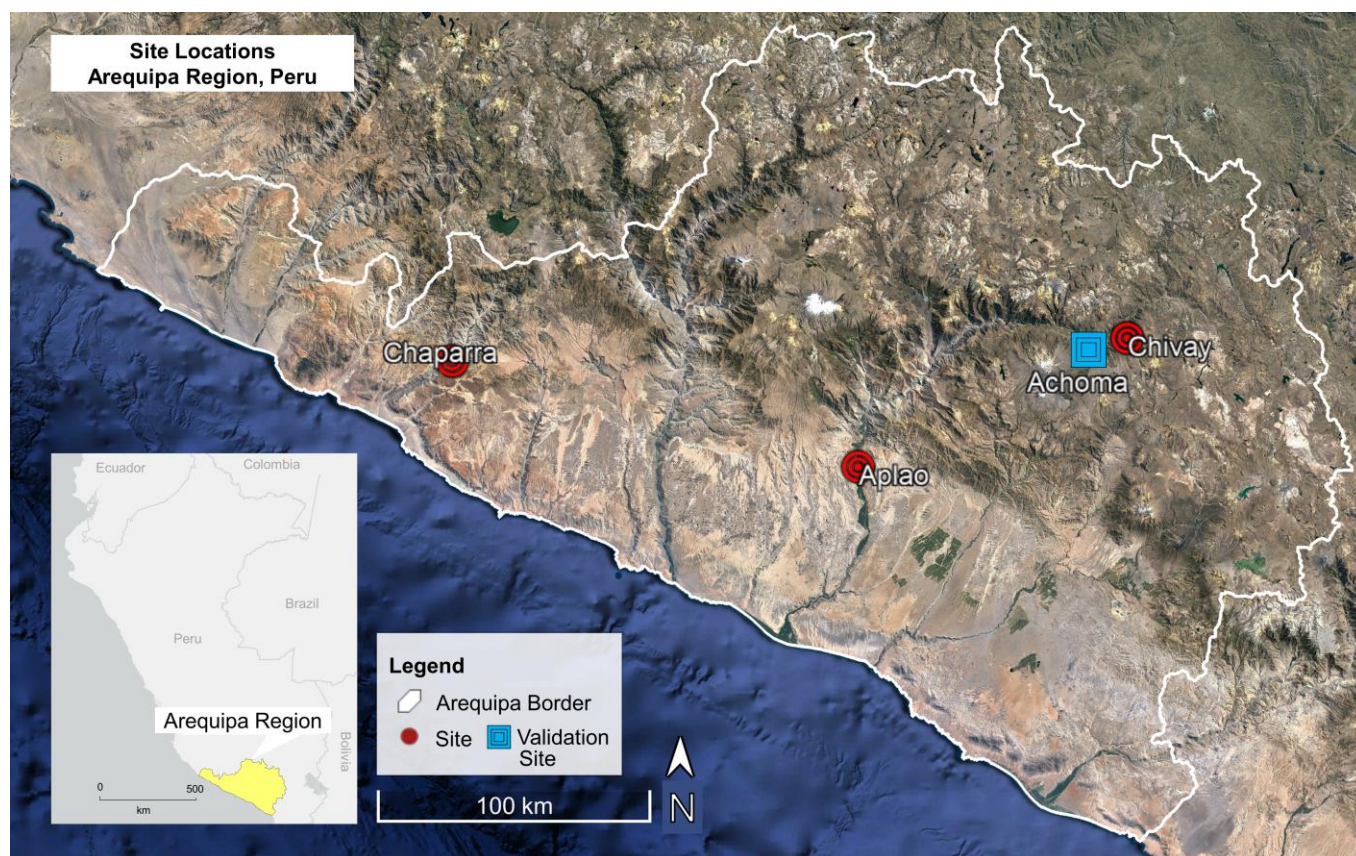 Site Locations
Arequipa Region, Peru
Chaparra
Chivay
Achoma
Aplao
Ecuador
Colombia
Brazil
Peru
Arequipa Region
Bolivia
0 500
km
Legend
Arequipa Border
Site
Validation
Site
100 km
N